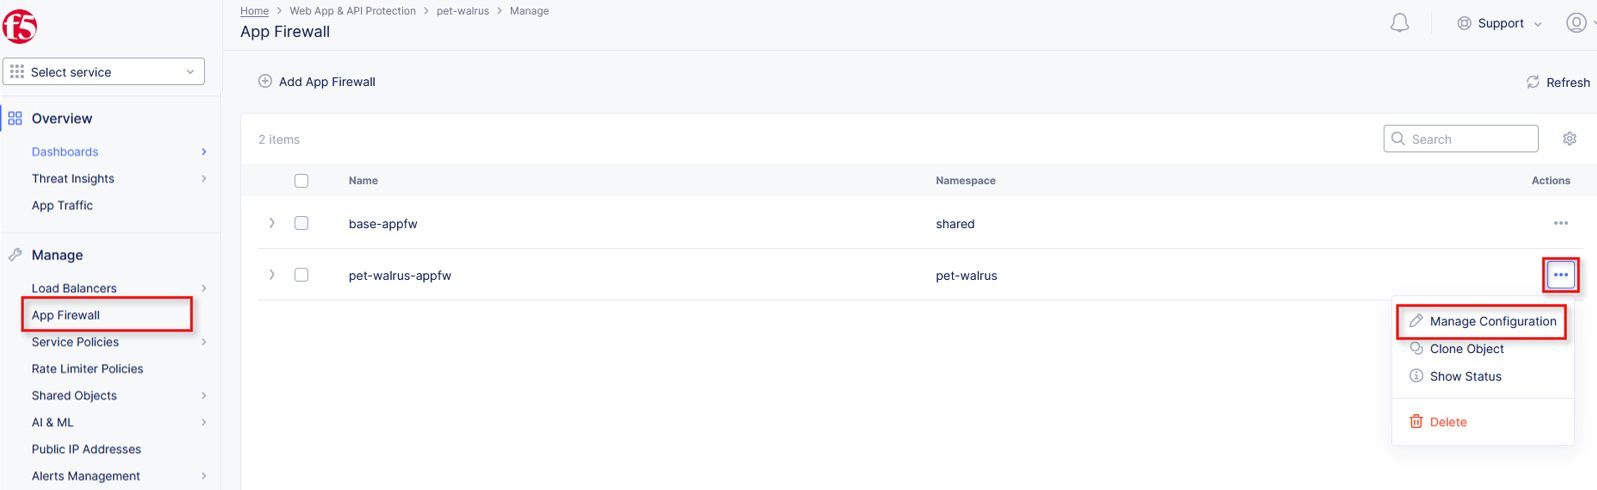 f5
Home > Web App & API Protection > pet-walrus > Manage
App Firewall
Support
Select service
Add App Firewall
Refresh
Overview
Dashboards
Threat Insights
App Traffic
Manage
Load Balancers
App Firewall
Service Policies
Rate Limiter Policies
Shared Objects
AI & ML
Public IP Addresses
Alerts Management
2 items
Search
Name Namespace Actions
base-appfw shared
pet-walrus-appfw pet-walrus
Manage Configuration
Clone Object
Show Status
Delete